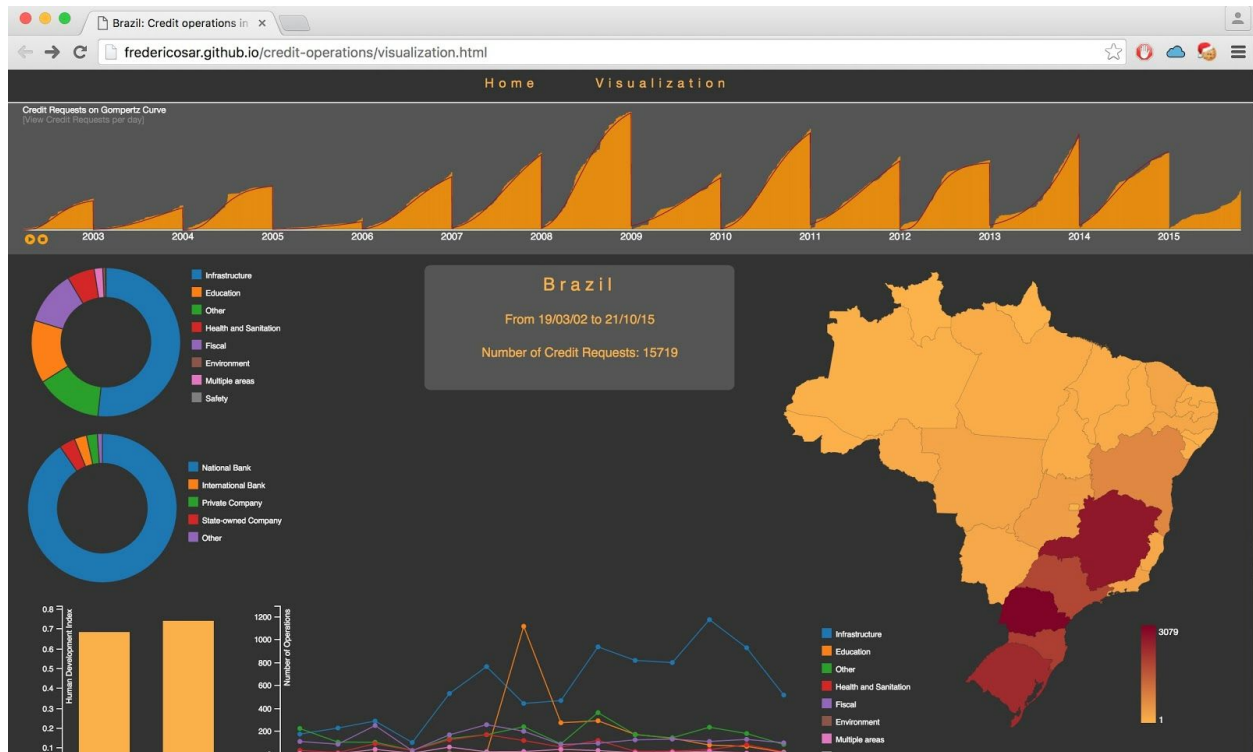 Brazil: Credit operations in
fredericosar.github.io/credit-operations/visualization.html
Home Visualization
Credit Requests on Gompertz Curve
[View Credit Requests per day]
2003 2004 2005 2006 2007 2008 2009 2010 2011 2012 2013 2014 2015
Infrastructure
Education
Other
Health and Sanitation
Fiscal
Environment
Multiple areas
Safety
Brazil
From 19/03/02 to 21/10/15
Number of Credit Requests: 15719
National Bank
International Bank
Private Company
State-owned Company
Other
Human Development Index
0.8
0.7
0.6
0.5
0.4
0.3
0.2
0.1
Number of Operations
1200
1000
800
600
400
200
Infrastructure
Education
Other
Health and Sanitation
Fiscal
Environment
Multiple areas
3079
1